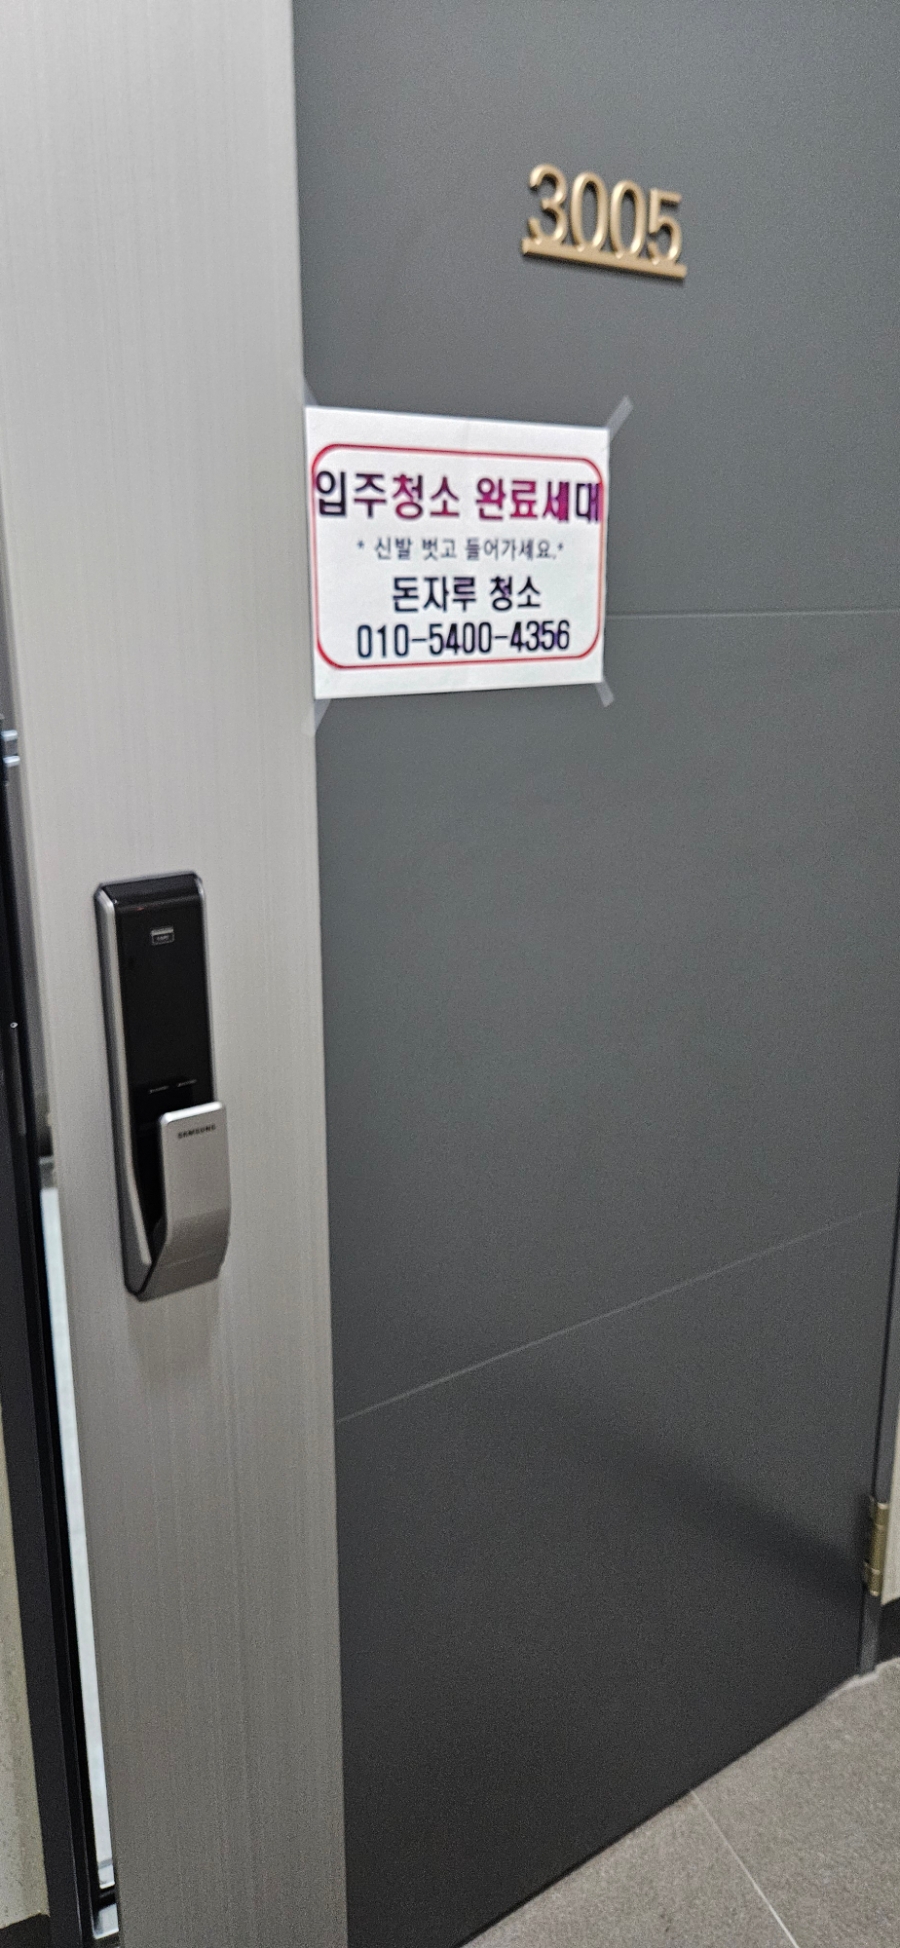 3005
입주청소 완료세대
* 신발 벗고 들어가세요.*
돈자루 청소
010-5400-4356
SAMSUNG